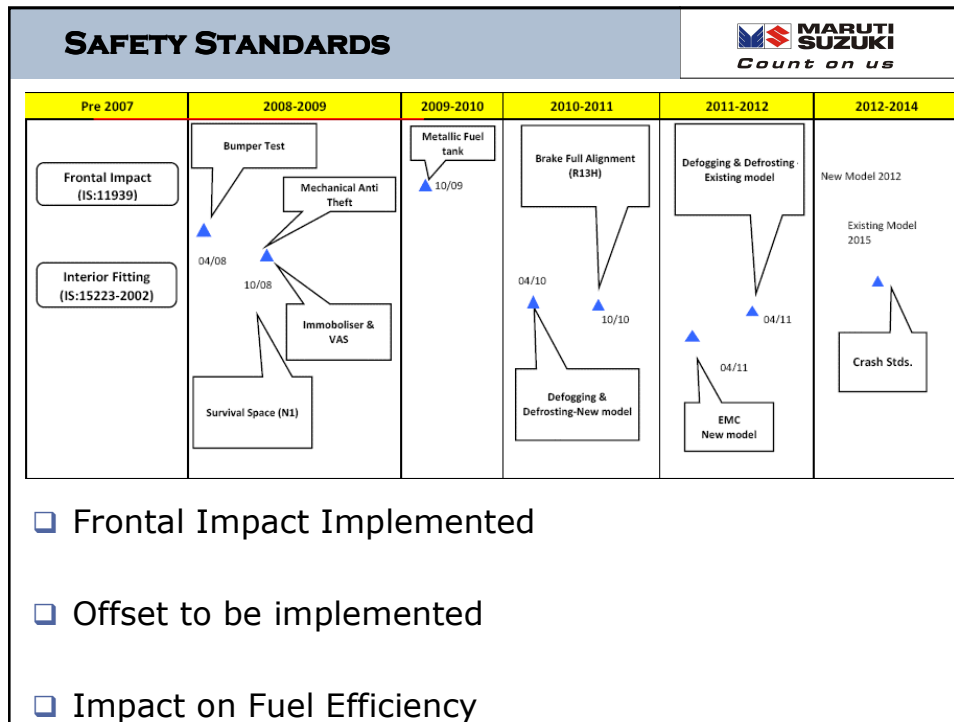 SAFETY STANDARDS
MARUTI
SUZUKI
Count on us
Pre 2007
2008-2009
2009-2010
2010-2011
2011-2012
2012-2014
Frontal Impact
(IS:11939)
Interior Fitting
(IS:15223-2002)
Bumper Test
Mechanical Anti
Theft
04/08
10/08
Immoboliser &
VAS
Survival Space (N1)
Metallic Fuel
tank
10/09
Brake Full Alignment
(R13H)
04/10
10/10
Defogging &
Defrosting-New model
Defogging & Defrosting-
Existing model
04/11
04/11
EMC
New model
New Model 2012
Existing Model
2015
Crash Stds.
Frontal Impact Implemented
Offset to be implemented
Impact on Fuel Efficiency